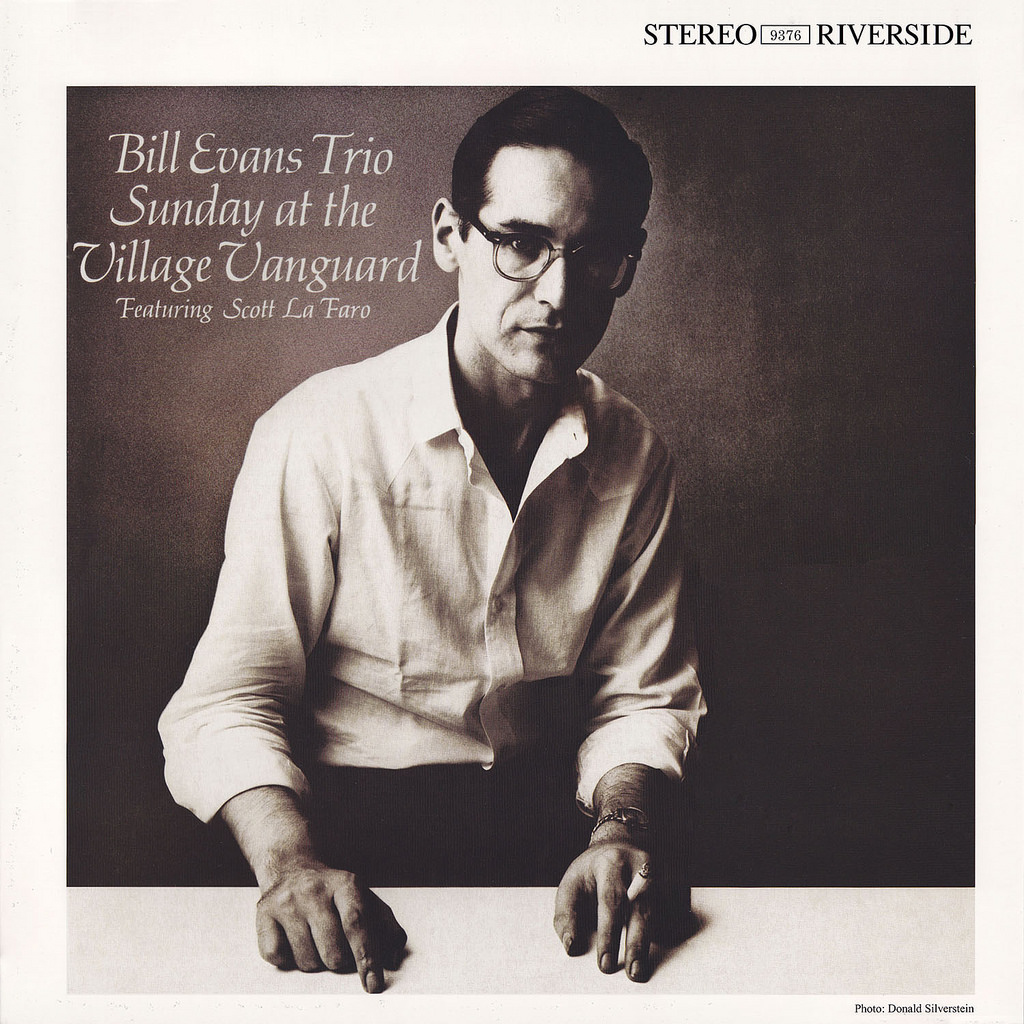 STEREO 9376 RIVERSIDE
Bill Evans Trio
Sunday at the
Village Vanguard
Featuring Scott La Faro
Photo: Donald Silverstein